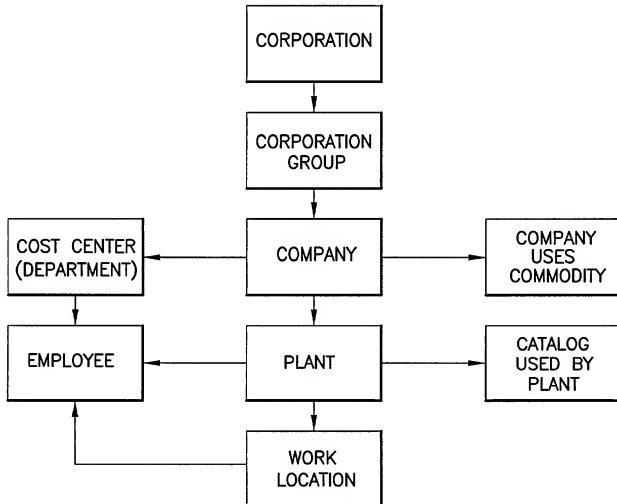 CORPORATION
CORPORATION
GROUP
COST CENTER
(DEPARTMENT)
COMPANY
COMPANY
USES
COMMODITY
EMPLOYEE
PLANT
CATALOG
USED BY
PLANT
WORK
LOCATION